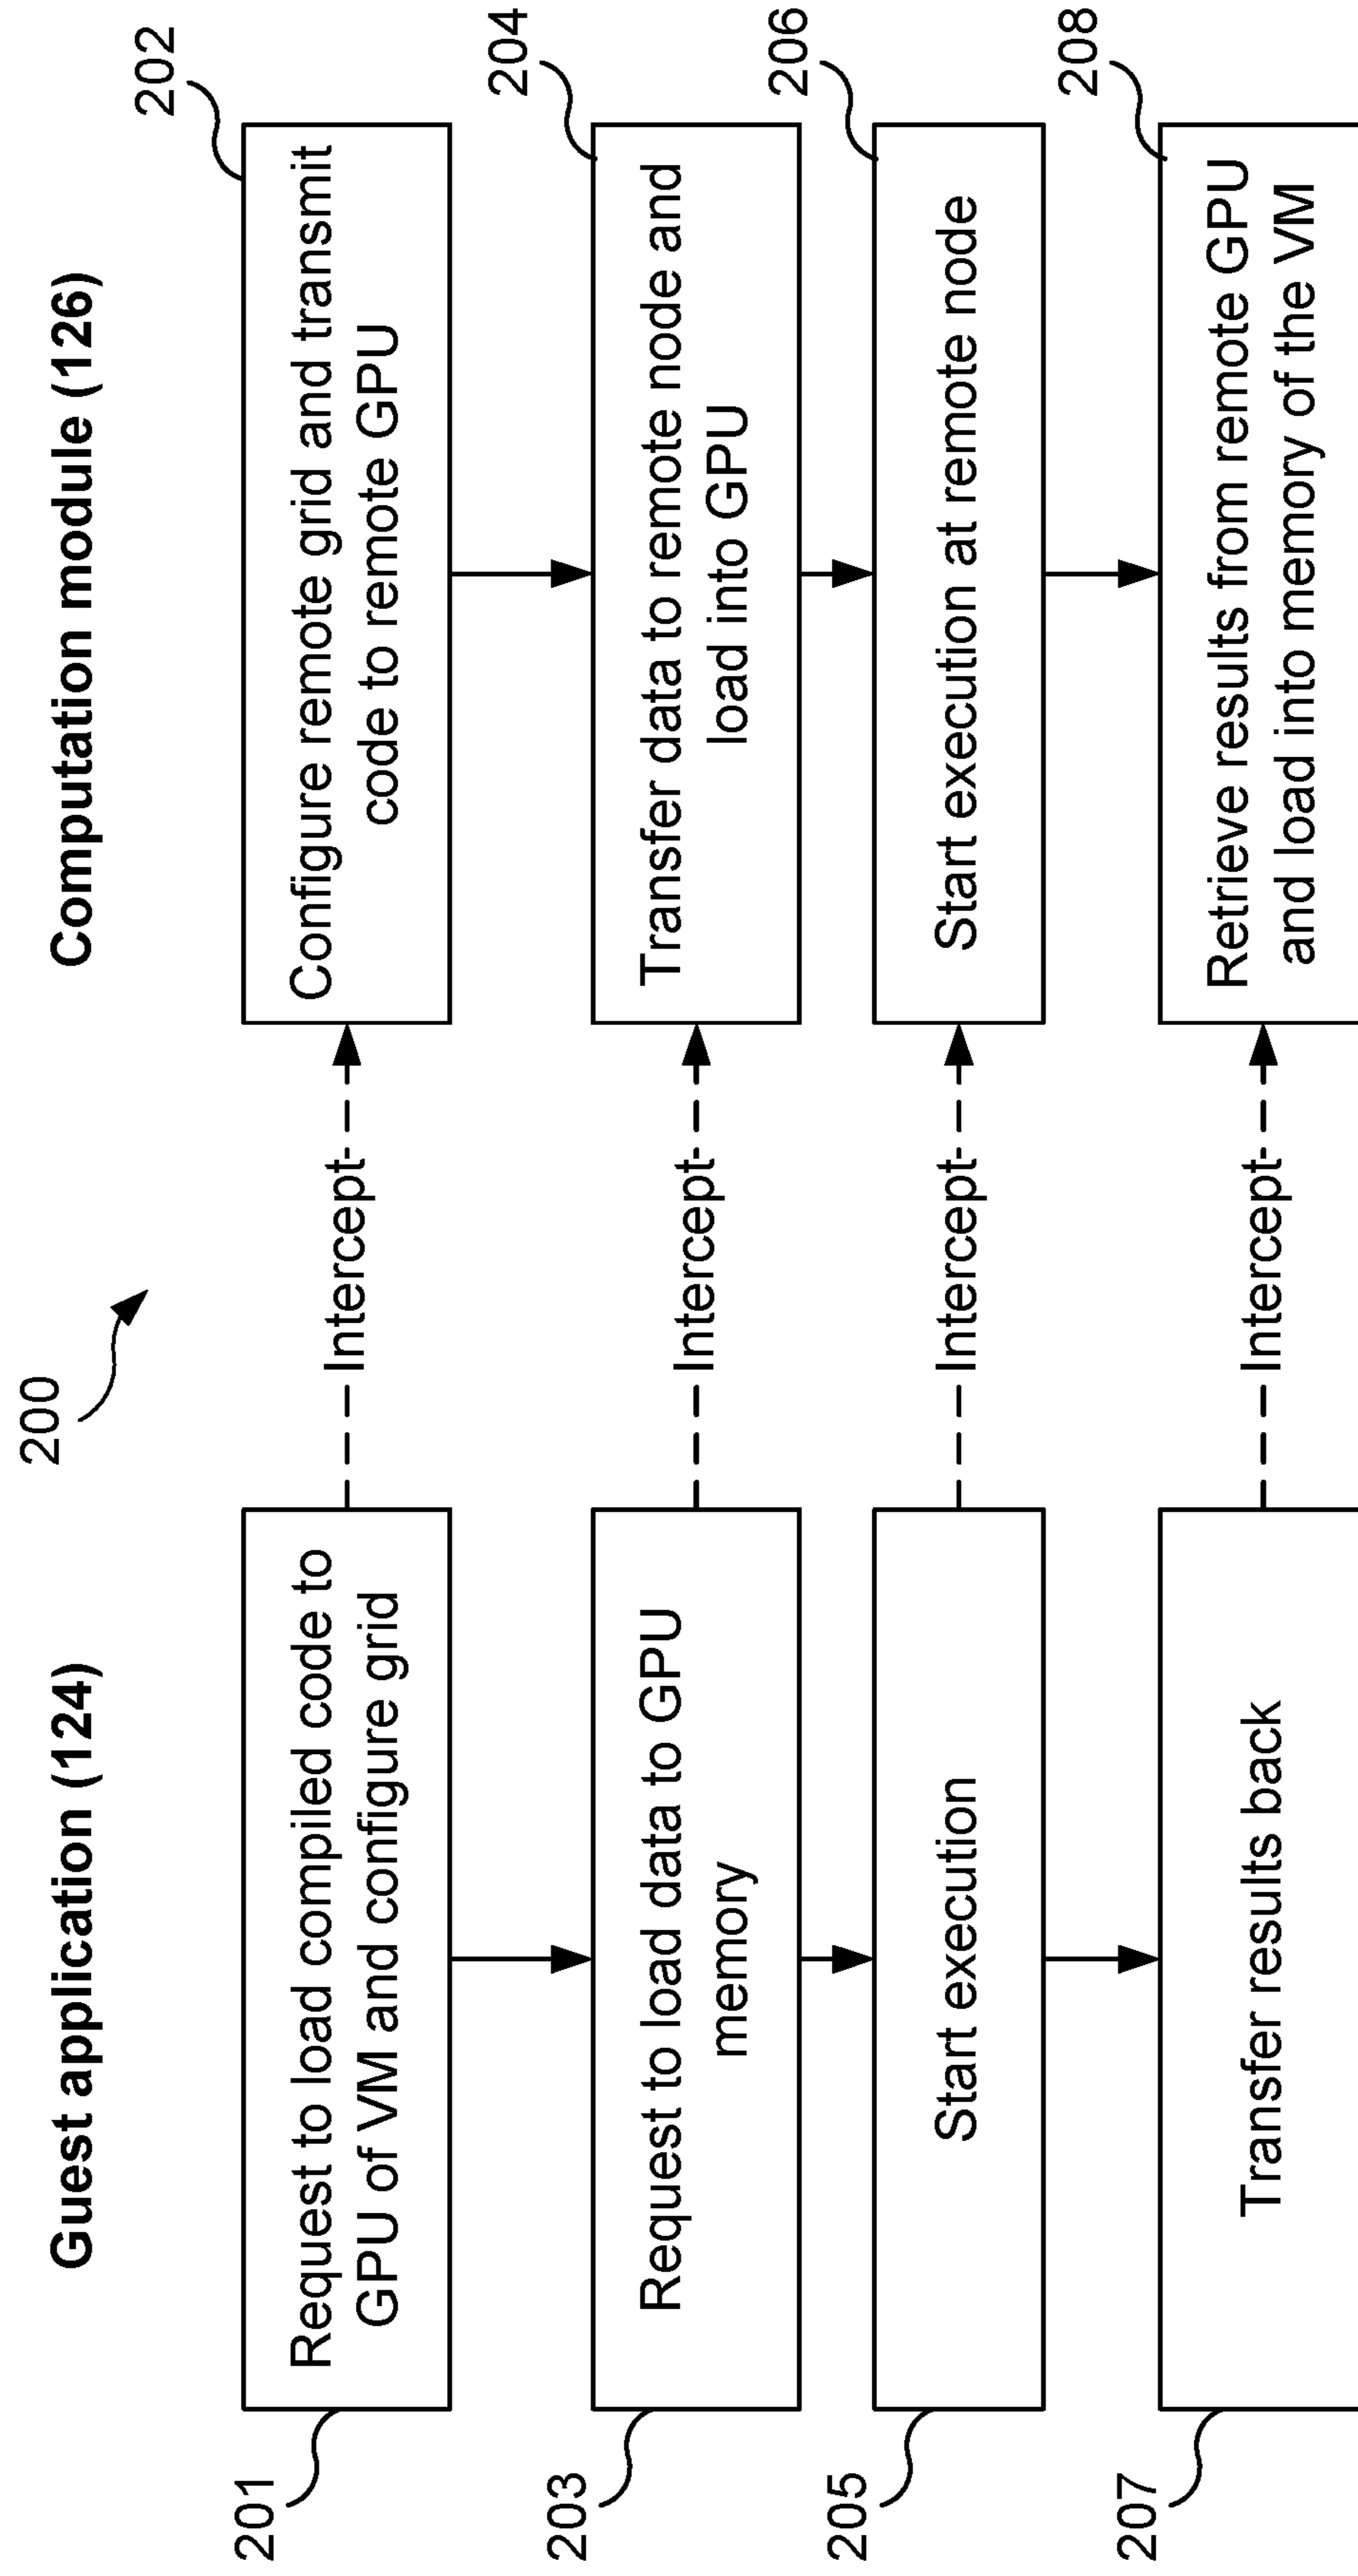 200
Guest application (124)
Computation module (126)
201
Request to load compiled code to
GPU of VM and configure grid
Intercept
202
Configure remote grid and transmit
code to remote GPU
203
Request to load data to GPU
memory
Intercept
204
Transfer data to remote node and
load into GPU
205
Start execution
Intercept
206
Start execution at remote node
207
Transfer results back
Intercept
208
Retrieve results from remote GPU
and load into memory of the VM